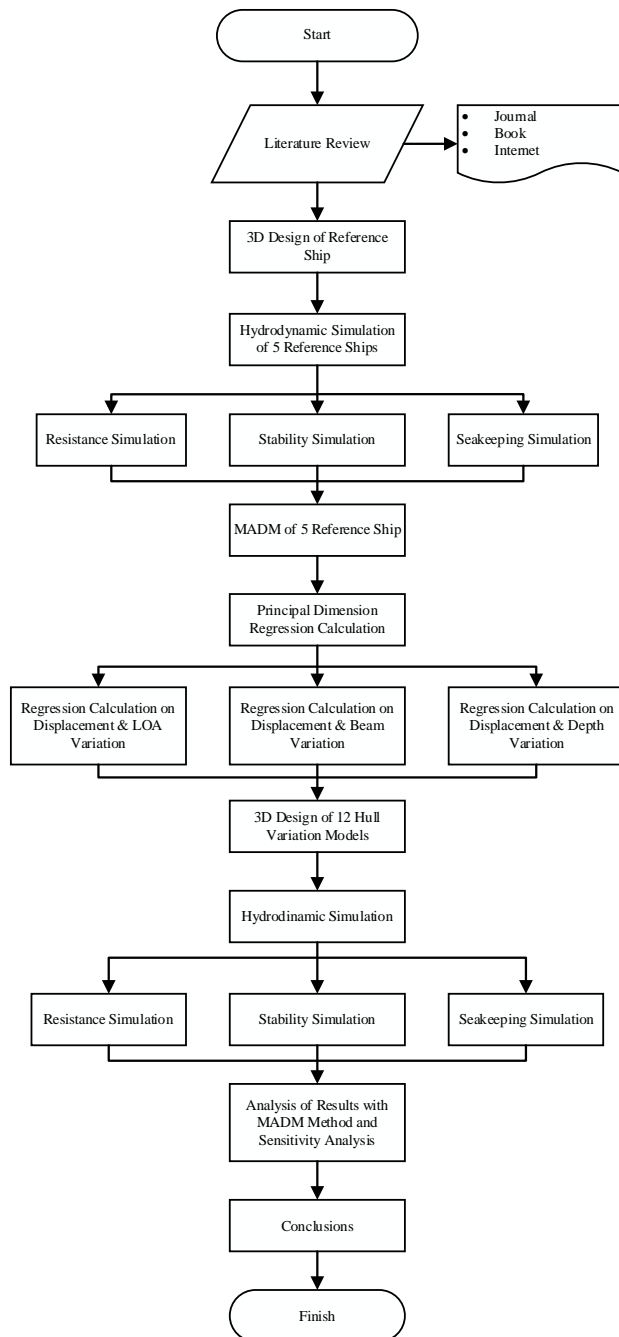 Start
Literature Review
• Journal
• Book
• Internet
3D Design of Reference
Ship
Hydrodynamic Simulation
of 5 Reference Ships
Resistance Simulation
Stability Simulation
Seakeeping Simulation
MADM of 5 Reference Ship
Principal Dimension
Regression Calculation
Regression Calculation on
Displacement & LOA
Variation
Regression Calculation on
Displacement & Beam
Variation
Regression Calculation on
Displacement & Depth
Variation
3D Design of 12 Hull
Variation Models
Hydrodinamic Simulation
Resistance Simulation
Stability Simulation
Seakeeping Simulation
Analysis of Results with
MADM Method and
Sensitivity Analysis
Conclusions
Finish